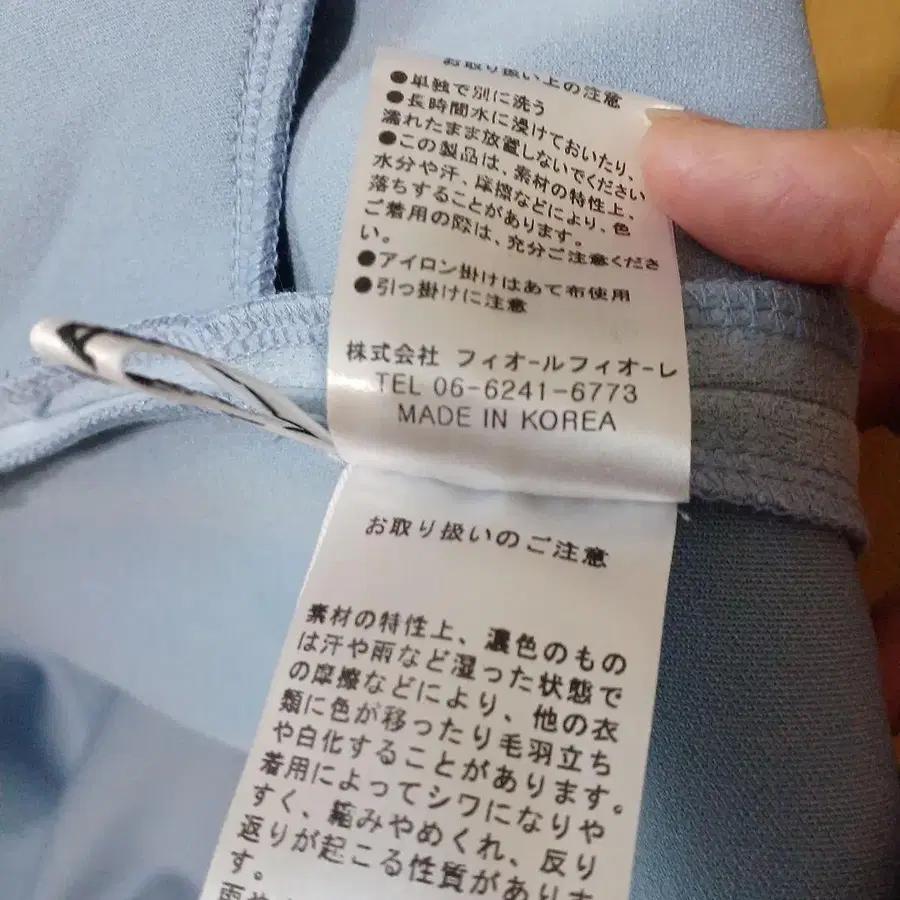 お取り扱い上の注意
●単独で別に洗う
●長時間水に浸けておいたり、
濡れたまま放置しないでください
●この製品は、素材の特性上、
水分や汗、摩擦などにより、色
落ちすることがあります。
ご着用の際は、充分ご注意くださ
い。
●アイロン掛けはあて布使用
●引っ掛けに注意
株式会社 フィオールフィオーレ
TEL 06-6241-6773
MADE IN KOREA
お取り扱いのご注意
素材の特性上、濃色のもの
は汗や雨など湿った状態で
の摩擦などにより、他の衣
類に色が移ったり毛羽立ち
や白化することがあります。
着用によってシワになりや
すく、縮みやめくれ、反り
返りが起こる性質がありま
す。
雨や